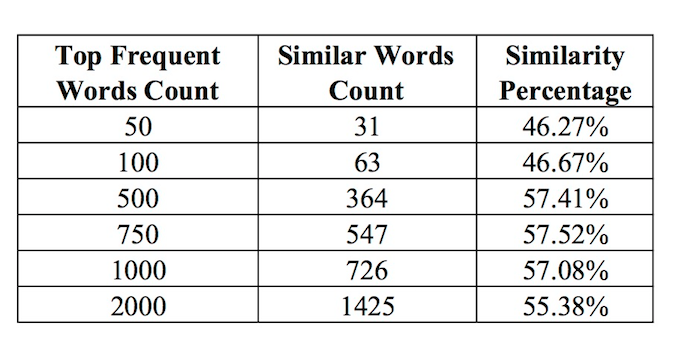 Top Frequent Words Count Similar Words Count Similarity Percentage
50 31 46.27%
100 63 46.67%
500 364 57.41%
750 547 57.52%
1000 726 57.08%
2000 1425 55.38%